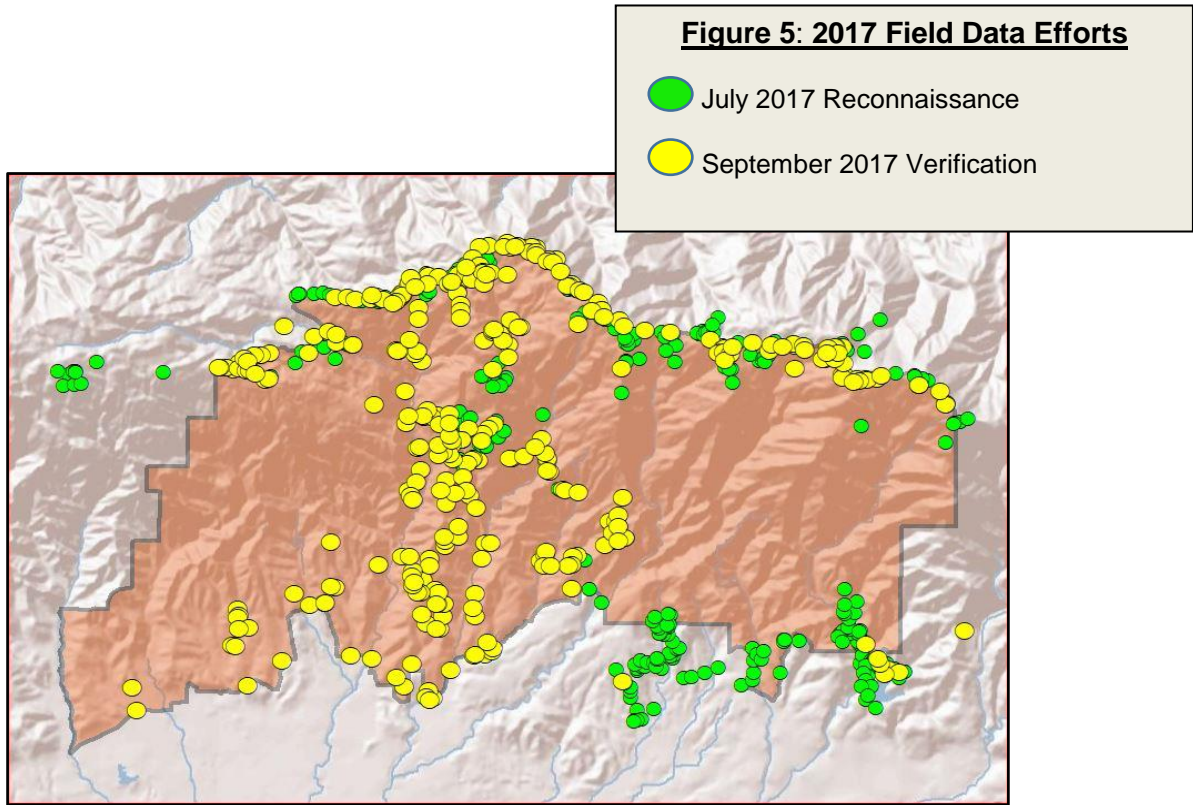 Figure 5: 2017 Field Data Efforts
July 2017 Reconnaissance
September 2017 Verification